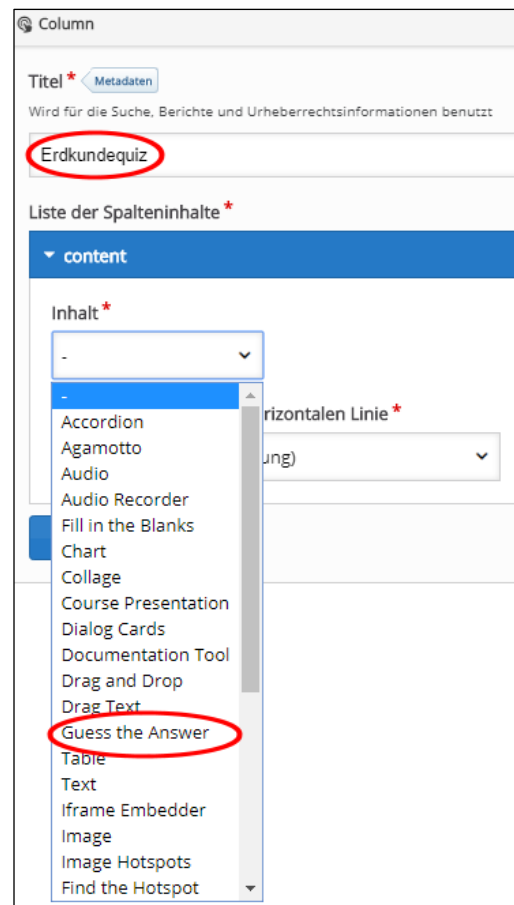 Column
Titel * Metadaten
Wird für die Suche, Berichte und Urheberrechtsinformationen benutzt
Erdkundequiz
Liste der Spalteninhalte *
content
Inhalt *
-
-
rizontalen Linie *
Accordion
Agamotto
ung)
Audio
Audio Recorder
Fill in the Blanks
Chart
Collage
Course Presentation
Dialog Cards
Documentation Tool
Drag and Drop
Drag Text
Guess the Answer
Table
Text
Iframe Embedder
Image
Image Hotspots
Find the Hotspot